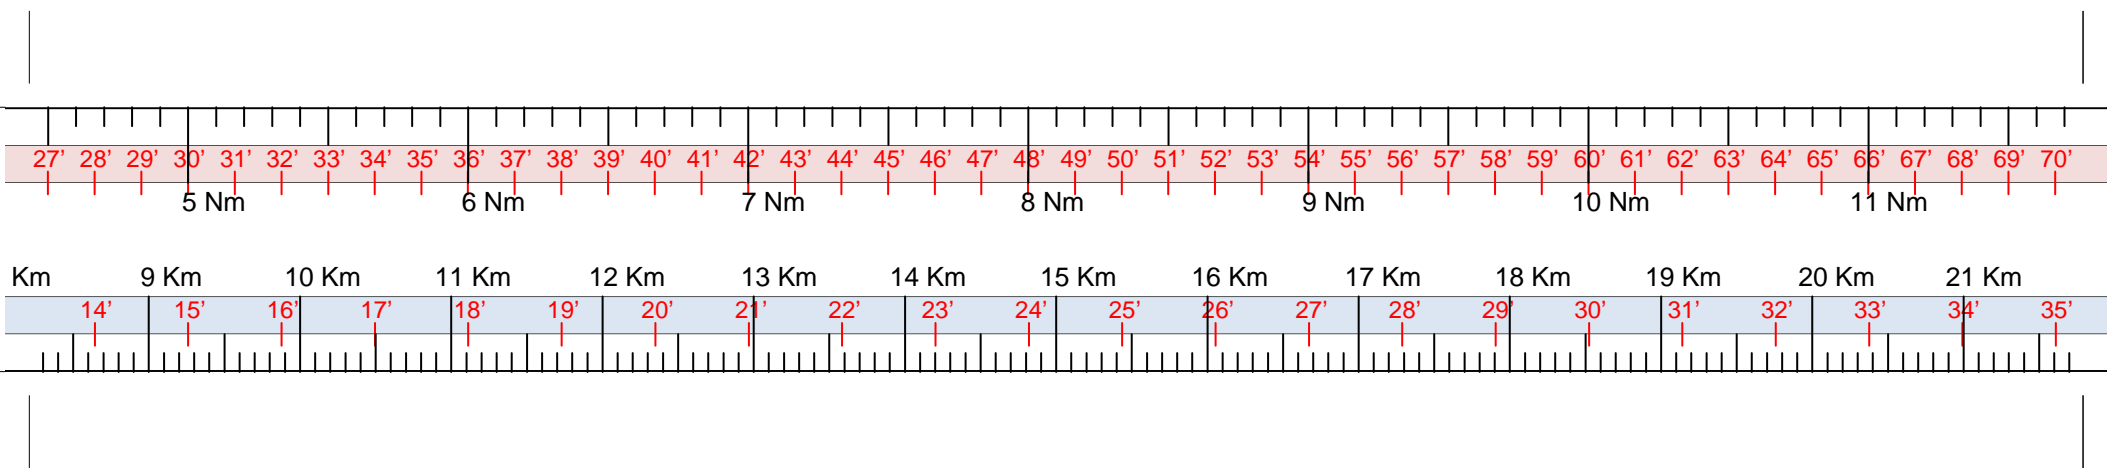 27’ 28’ 29’ 30’ 31’ 32’ 33’ 34’ 35’ 36’ 37’ 38’ 39’ 40’ 41’ 42’ 43’ 44’ 45’ 46’ 47’ 48’ 49’ 50’ 51’ 52’ 53’ 54’ 55’ 56’ 57’ 58’ 59’ 60’ 61’ 62’ 63’ 64’ 65’ 66’ 67’ 68’ 69’ 70’
5 Nm 6 Nm 7 Nm 8 Nm 9 Nm 10 Nm 11 Nm
Km 9 Km 10 Km 11 Km 12 Km 13 Km 14 Km 15 Km 16 Km 17 Km 18 Km 19 Km 20 Km 21 Km
14’ 15’ 16’ 17’ 18’ 19’ 20’ 21’ 22’ 23’ 24’ 25’ 26’ 27’ 28’ 29’ 30’ 31’ 32’ 33’ 34’ 35’